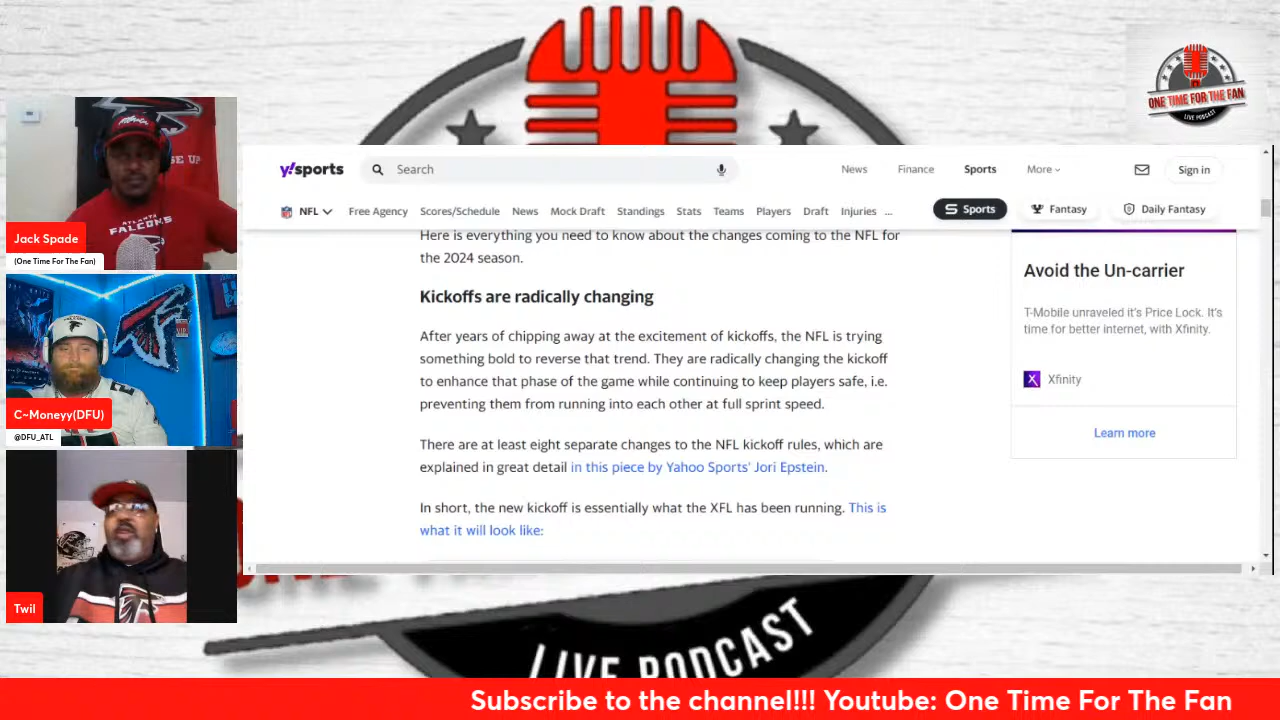 ONE TIME FOR THE FAN
LIVE PODCAST
Jack Spade
(One Time For The Fan)
C~Moneyy(DFU)
@DFU_ATL
Twil
ATLANTA
FALCONS
SE UP
y!sports
Search
News
Finance
Sports
More
Sign in
NFL
Free Agency
Scores/Schedule
News
Mock Draft
Standings
Stats
Teams
Players
Draft
Injuries
...
Sports
Fantasy
Daily Fantasy
Here is everything you need to know about the changes coming to the NFL for
the 2024 season.
Kickoffs are radically changing
After years of chipping away at the excitement of kickoffs, the NFL is trying
something bold to reverse that trend. They are radically changing the kickoff
to enhance that phase of the game while continuing to keep players safe, i.e.
preventing them from running into each other at full sprint speed.
There are at least eight separate changes to the NFL kickoff rules, which are
explained in great detail in this piece by Yahoo Sports' Jori Epstein.
In short, the new kickoff is essentially what the XFL has been running. This is
what it will look like:
Avoid the Un-carrier
T-Mobile unraveled it's Price Lock. It's
time for better internet, with Xfinity.
X
Xfinity
Learn more
LIVE PODCAST
Subscribe to the channel!!! Youtube: One Time For The Fan